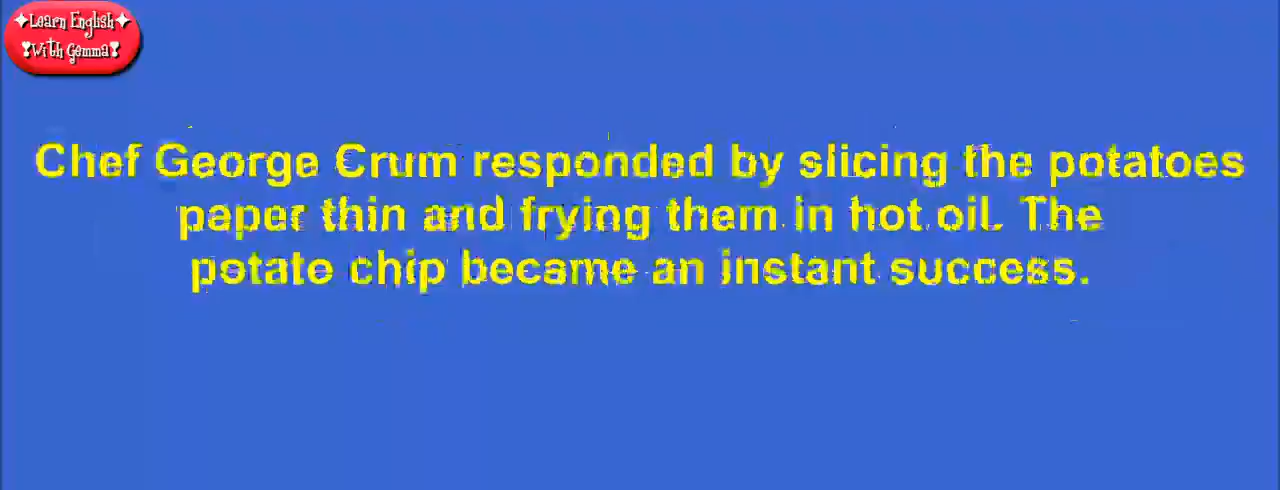 Learn English
With Gemma
Chef George Crum responded by slicing the potatoes
paper thin and frying them in hot oil. The
potato chip became an instant success.